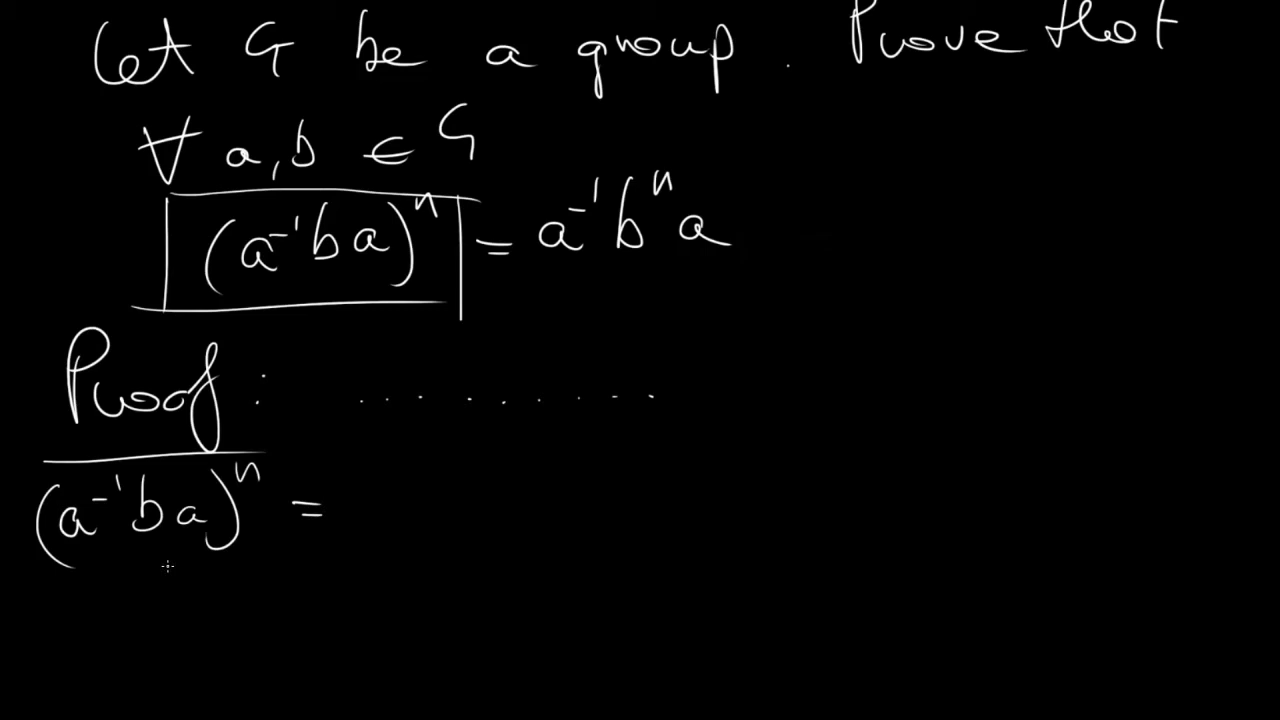 Let G be a group. Prove that
∀ a, b ∈ G
(a⁻¹ba)ⁿ = a⁻¹bⁿa
Proof: . . . . . . . . . .
(a⁻¹ba)ⁿ =